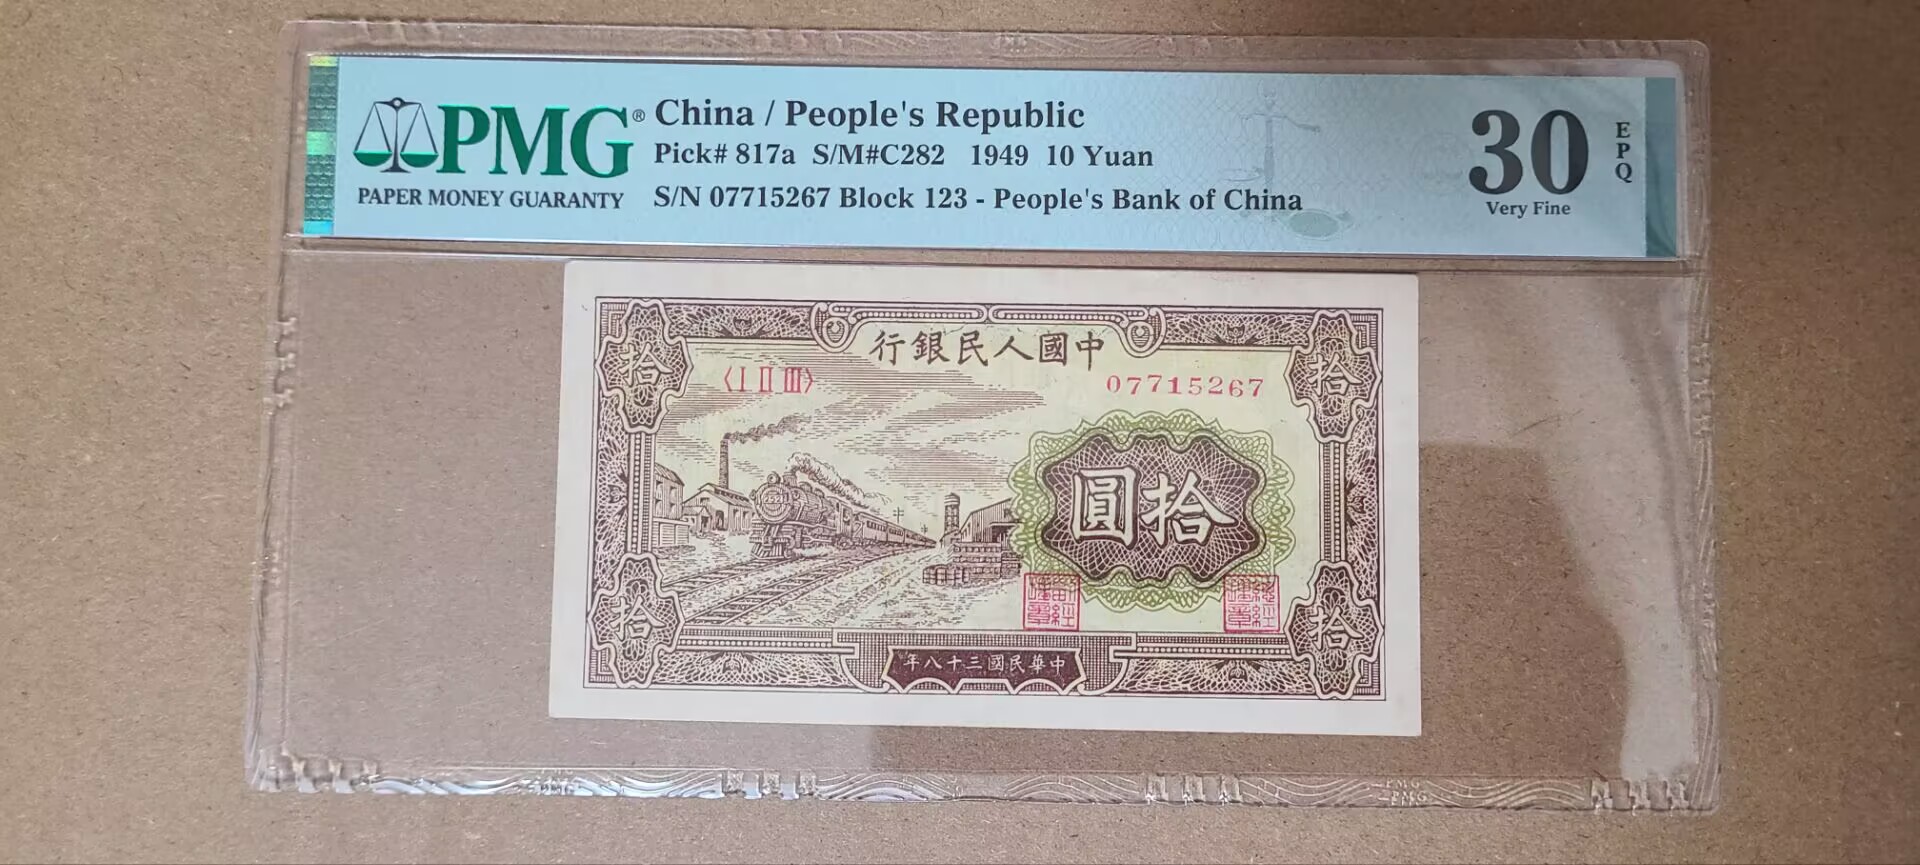 PMG®
PAPER MONEY GUARANTY
China / People's Republic
Pick# 817a S/M#C282 1949 10 Yuan
S/N 07715267 Block 123 - People's Bank of China
30
EPQ
Very Fine
行銀民人國中
〈I II III〉
07715267
拾
拾
圓拾
拾
拾
年八十三國民華中
PMG
PMG